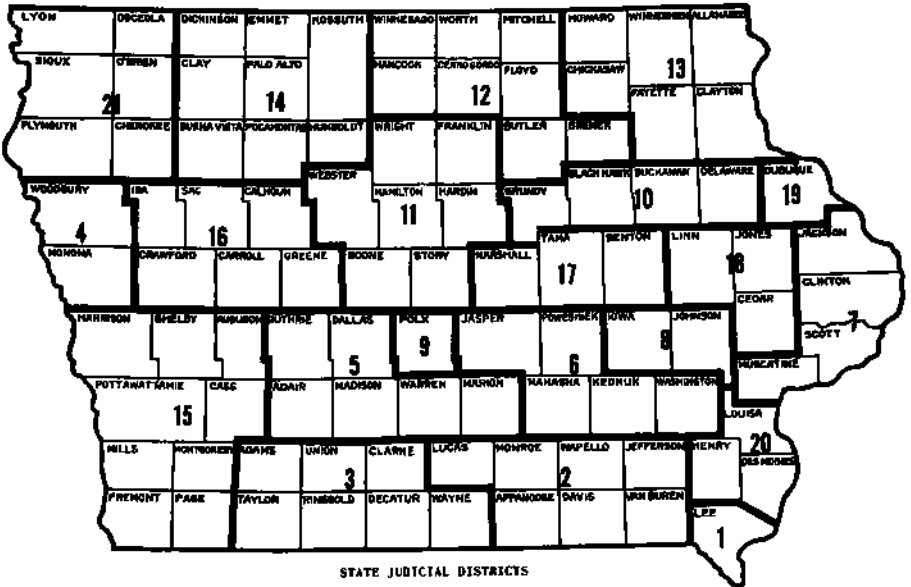 LYON OSCEOLA DICKINSON EMMET KOSSUTH WINNEBAGO WORTH MITCHELL HOWARD WINNESHIEK ALLAMAKEE
SIOUX O'BRIEN CLAY PALO ALTO HANCOCK CERRO GORDO FLOYD CHICKASAW 13
21 14 12 FAYETTE CLAYTON
PLYMOUTH CHEROKEE BUENA VISTA POCAHONTAS HUMBOLDT WRIGHT FRANKLIN BUTLER BREMER
WEBSTER BLACK HAWK BUCHANAN DELAWARE DUBUQUE
WOODBURY IDA SAC CALHOUN HAMILTON HARDIN GRUNDY 10 19
4 16 11 TAMA BENTON LINN JONES JACKSON
MONONA CRAWFORD CARROLL GREENE BOONE STORY MARSHALL 17 18
CEDAR CLINTON
HARRISON SHELBY AUDUBON GUTHRIE DALLAS POLK JASPER POWESHIEK IOWA JOHNSON SCOTT 7
5 9 6 8 MUSCATINE
POTTAWATTAMIE CASS ADAIR MADISON WARREN MARION MAHASKA KEOKUK WASHINGTON
15 LOUISA
MILLS MONTGOMERY ADAMS UNION CLARKE LUCAS MONROE WAPELLO JEFFERSON HENRY 20
3 2 DES MOINES
FREMONT PAGE TAYLOR RINGGOLD DECATUR WAYNE APPANOOSE DAVIS VAN BUREN
LEE
1
STATE JUDICIAL DISTRICTS